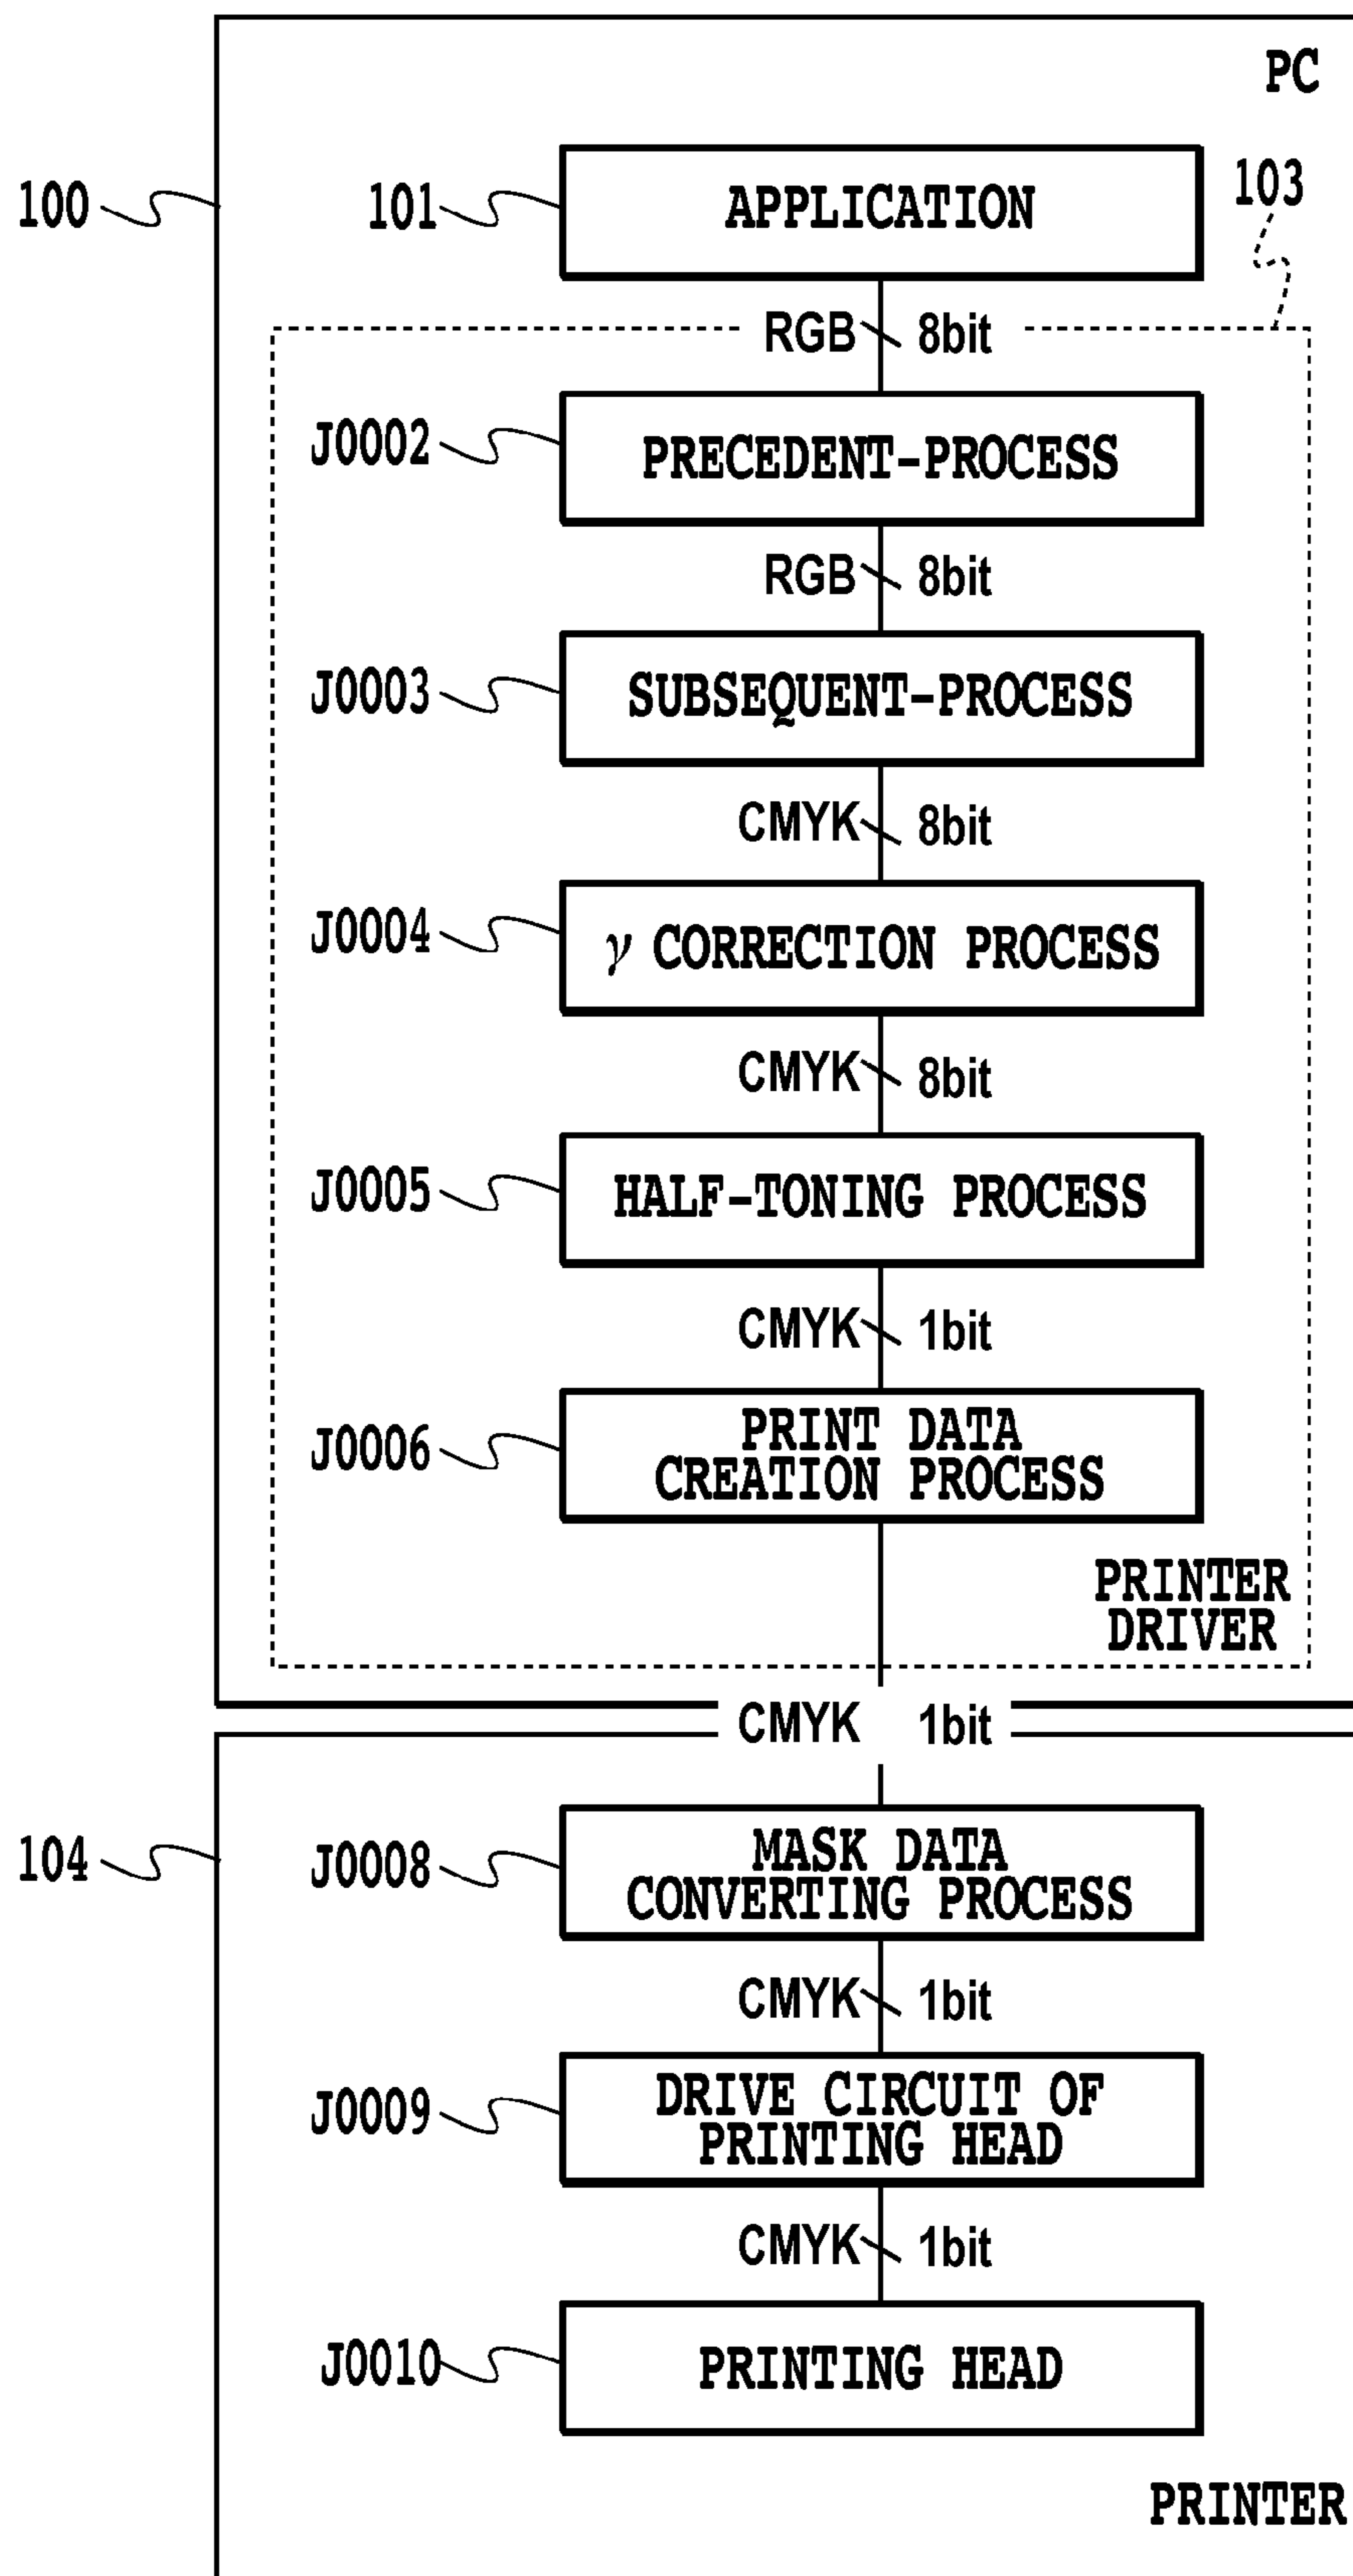 PC
100
101
APPLICATION
103
RGB 8bit
J0002
PRECEDENT-PROCESS
RGB 8bit
J0003
SUBSEQUENT-PROCESS
CMYK 8bit
J0004
γ CORRECTION PROCESS
CMYK 8bit
J0005
HALF-TONING PROCESS
CMYK 1bit
J0006
PRINT DATA
CREATION PROCESS
PRINTER
DRIVER
CMYK 1bit
104
J0008
MASK DATA
CONVERTING PROCESS
CMYK 1bit
J0009
DRIVE CIRCUIT OF
PRINTING HEAD
CMYK 1bit
J0010
PRINTING HEAD
PRINTER